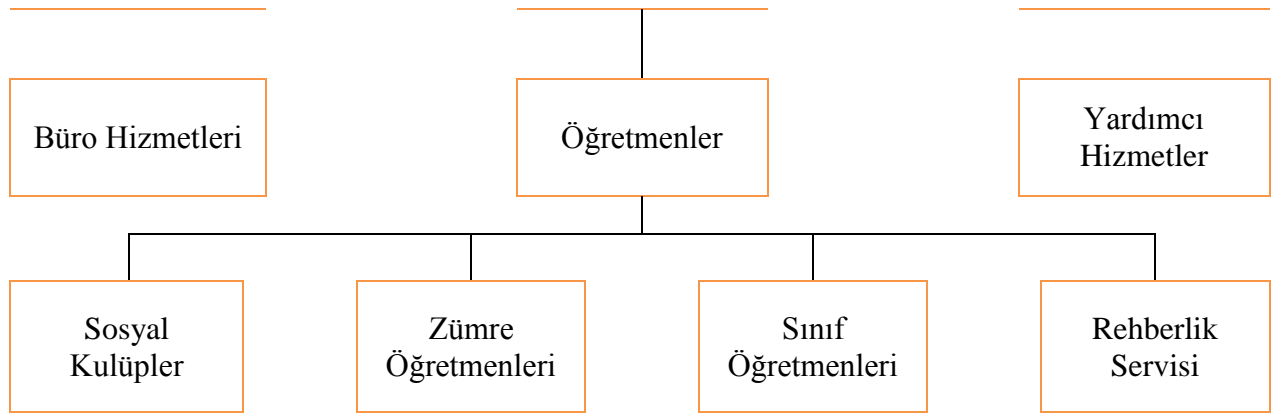 Büro Hizmetleri
Öğretmenler
Yardımcı
Hizmetler
Sosyal
Kulüpler
Zümre
Öğretmenleri
Sınıf
Öğretmenleri
Rehberlik
Servisi